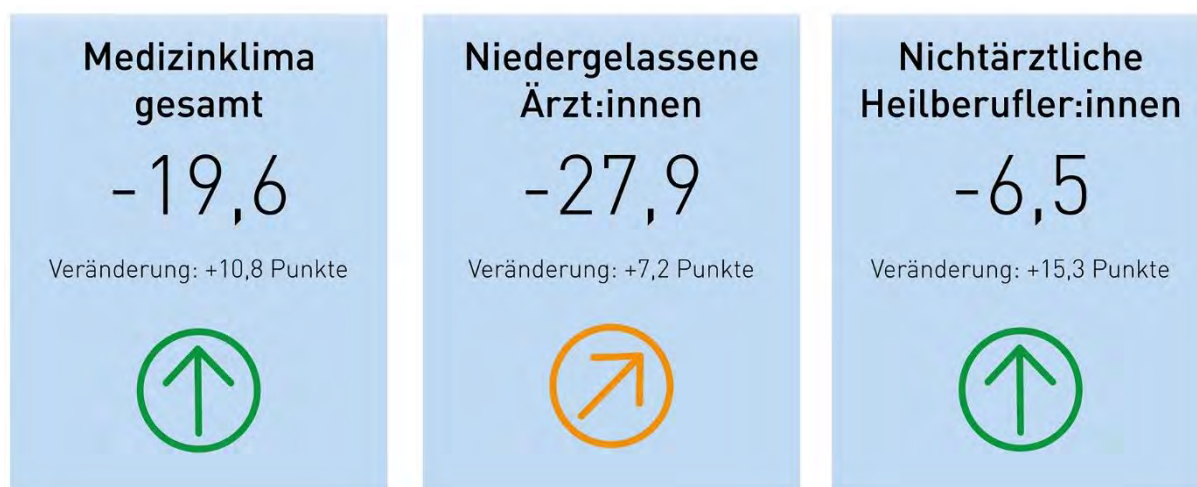 Medizinklima
gesamt
-19,6
Veränderung: +10,8 Punkte
Niedergelassene
Ärzt:innen
-27,9
Veränderung: +7,2 Punkte
Nichtärztliche
Heilberufler:innen
-6,5
Veränderung: +15,3 Punkte